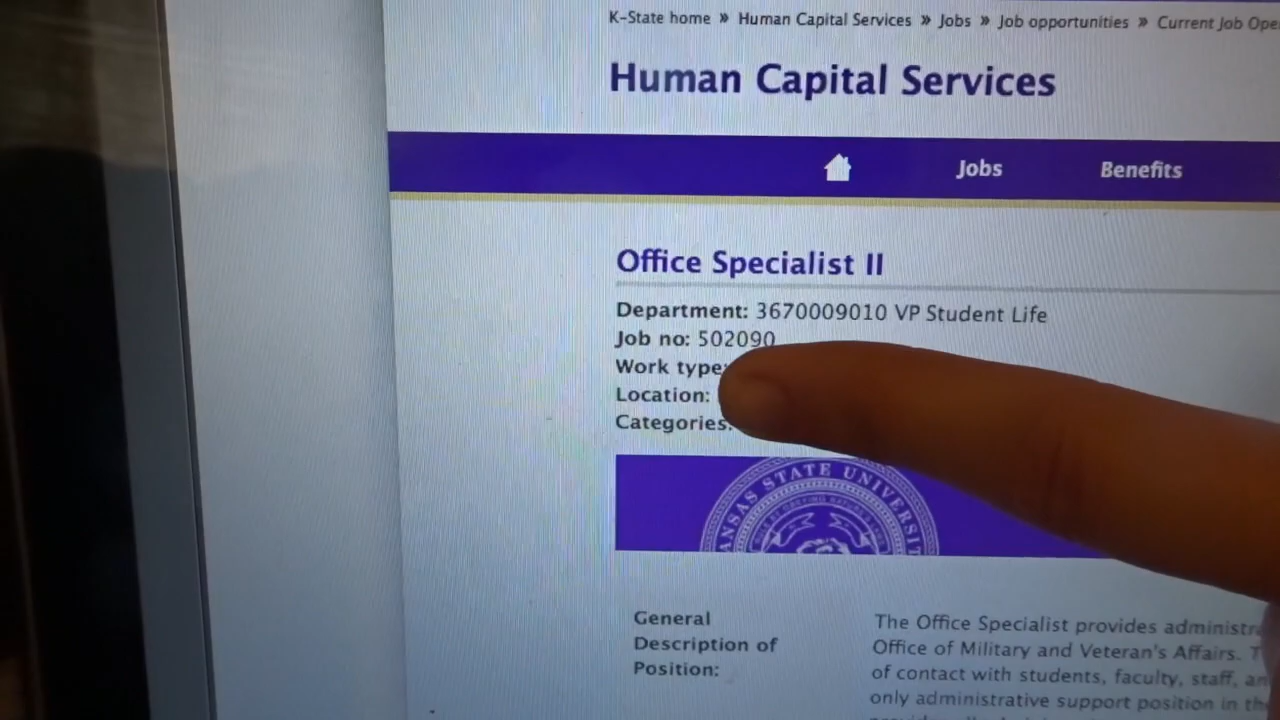 K-State home » Human Capital Services » Jobs » Job opportunities » Current Job Ope
Human Capital Services
Jobs Benefits
Office Specialist II
Department: 3670009010 VP Student Life
Job no: 502090
Work type:
Location:
Categories:
ANSAS STATE UNIVERSIT
General
Description of
Position:
The Office Specialist provides administra
Office of Military and Veteran's Affairs. T
of contact with students, faculty, staff, an
only administrative support position in th